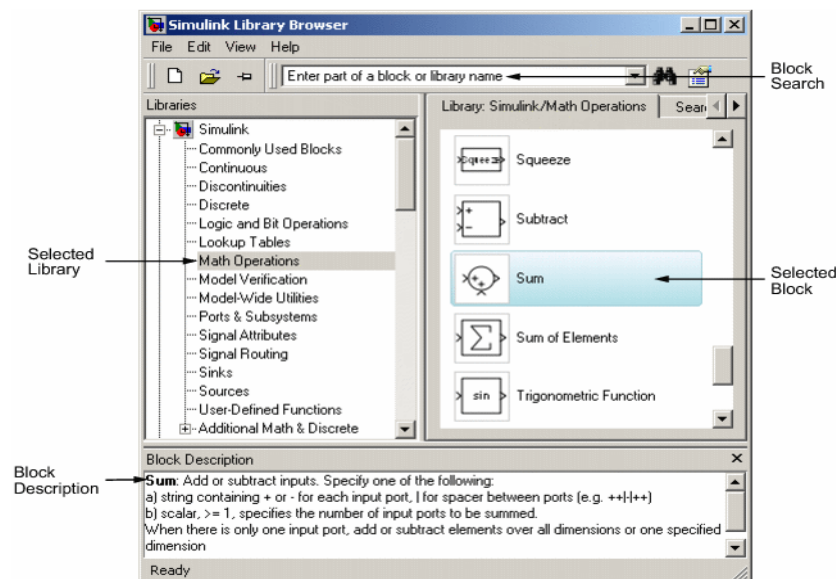 Simulink Library Browser
File Edit View Help
Enter part of a block or library name
Block
Search
Libraries
Library: Simulink/Math Operations
Sear
Simulink
Commonly Used Blocks
Continuous
Discontinuities
Discrete
Logic and Bit Operations
Lookup Tables
Math Operations
Model Verification
Model-Wide Utilities
Ports & Subsystems
Signal Attributes
Signal Routing
Sinks
Sources
User-Defined Functions
Additional Math & Discrete
Selected
Library
Squeeze
Squeeze
Subtract
Sum
Σ
Sum of Elements
sin
Trigonometric Function
Selected
Block
Block Description
Block
Description
Sum: Add or subtract inputs. Specify one of the following:
a) string containing + or - for each input port, | for spacer between ports (e.g. ++|-|++)
b) scalar, >= 1, specifies the number of input ports to be summed.
When there is only one input port, add or subtract elements over all dimensions or one specified
dimension
Ready